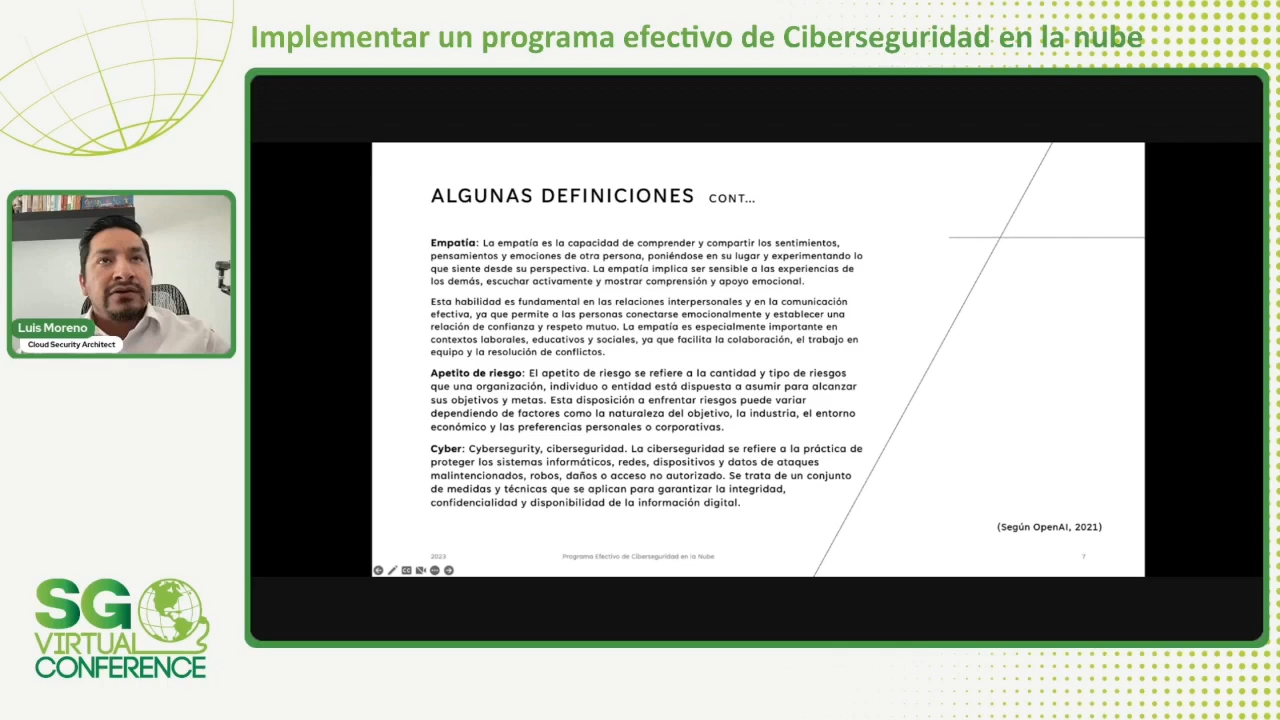 Implementar un programa efectivo de Ciberseguridad en la nube
ALGUNAS DEFINICIONES CONT...
Empatía: La empatía es la capacidad de comprender y compartir los sentimientos,
pensamientos y emociones de otra persona, poniéndose en su lugar y experimentando lo
que siente desde su perspectiva. La empatía implica ser sensible a las experiencias de
los demás, escuchar activamente y mostrar comprensión y apoyo emocional.
Esta habilidad es fundamental en las relaciones interpersonales y en la comunicación
efectiva, ya que permite a las personas conectarse emocionalmente y establecer una
relación de confianza y respeto mutuo. La empatía es especialmente importante en
contextos laborales, educativos y sociales, ya que facilita la colaboración, el trabajo en
equipo y la resolución de conflictos.
Apetito de riesgo: El apetito de riesgo se refiere a la cantidad y tipo de riesgos
que una organización, individuo o entidad está dispuesta a asumir para alcanzar
sus objetivos y metas. Esta disposición a enfrentar riesgos puede variar
dependiendo de factores como la naturaleza del objetivo, la industria, el entorno
económico y las preferencias personales o corporativas.
Cyber: Cybersegurity, ciberseguridad. La ciberseguridad se refiere a la práctica de
proteger los sistemas informáticos, redes, dispositivos y datos de ataques
malintencionados, robos, daños o acceso no autorizado. Se trata de un conjunto
de medidas y técnicas que se aplican para garantizar la integridad,
confidencialidad y disponibilidad de la información digital.
(Según OpenAI, 2021)
2023
Programa Efectivo de Ciberseguridad en la Nube
7
Luis Moreno
Cloud Security Architect
SG
VIRTUAL
CONFERENCE